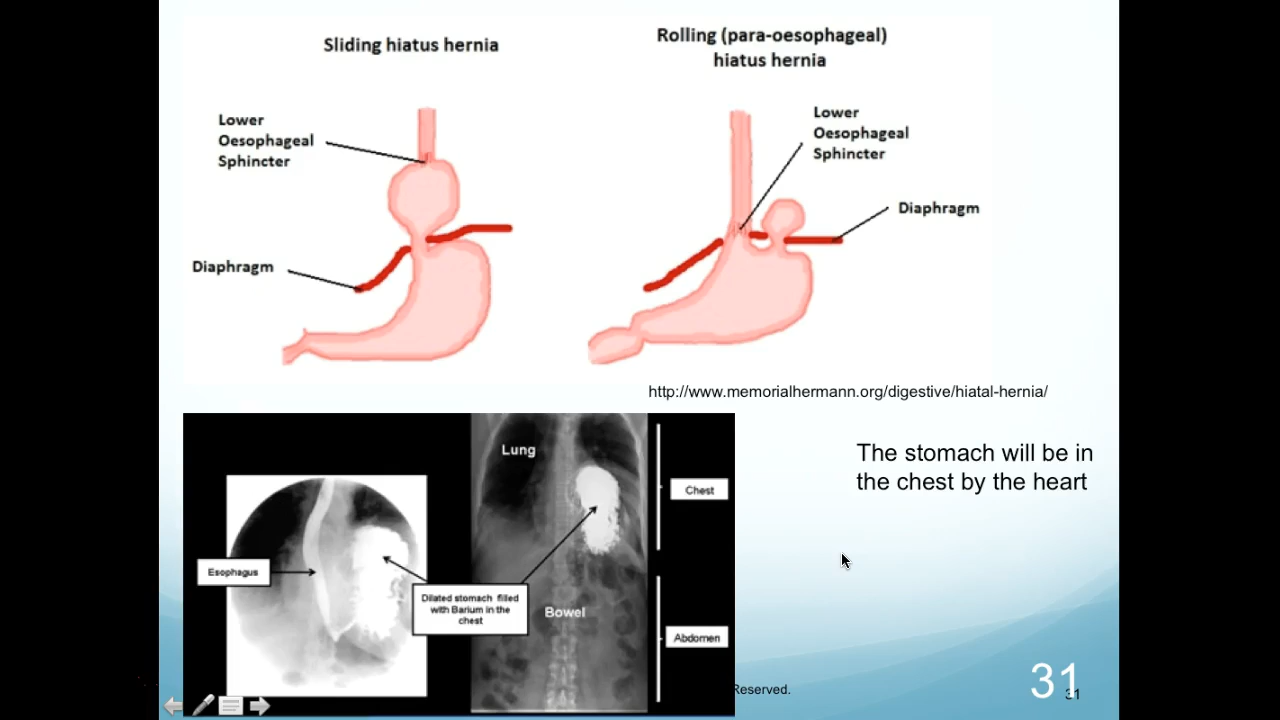 Sliding hiatus hernia
Rolling (para-oesophageal)
hiatus hernia
Lower
Oesophageal
Sphincter
Diaphragm
Lower
Oesophageal
Sphincter
Diaphragm
http://www.memorialhermann.org/digestive/hiatal-hernia/
Esophagus
Dilated stomach filled
with Barium in the
chest
Lung
Bowel
Chest
Abdomen
The stomach will be in
the chest by the heart
Reserved.
31
31